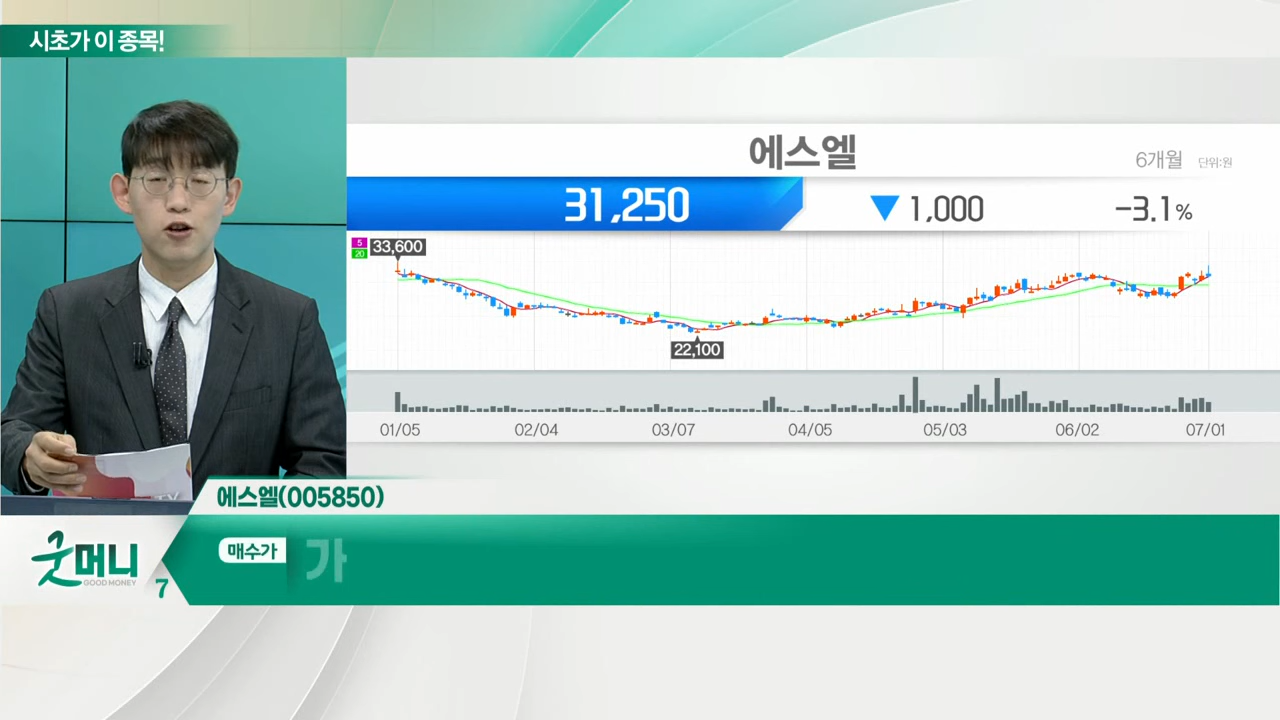 시초가 이 종목!
에스엘
6개월 단위:원
31,250 ▼ 1,000 -3.1%
5
20
33,600
22,100
01/05 02/04 03/07 04/05 05/03 06/02 07/01
에스엘(005850)
매수가 가
굿머니
GOOD MONEY
7